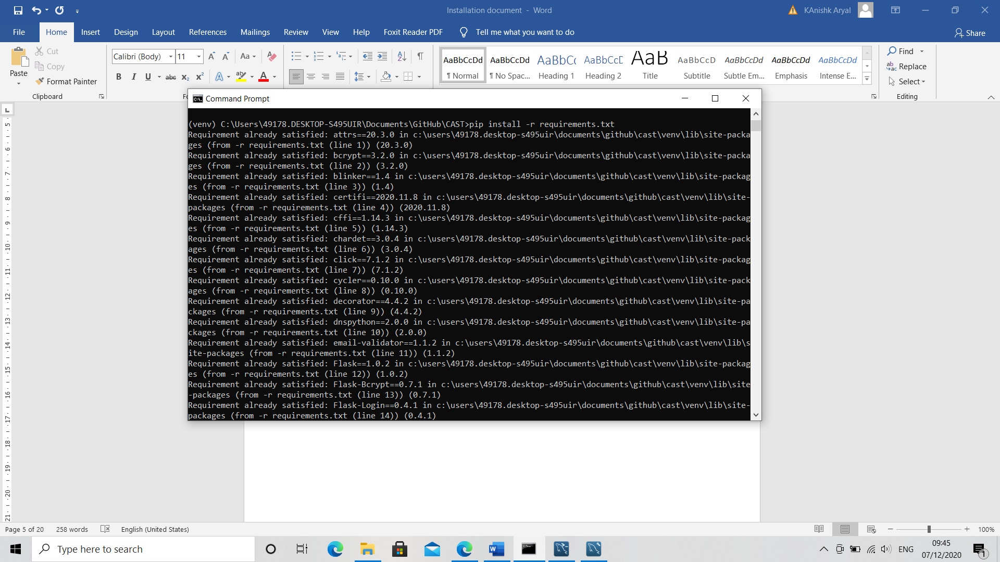 Installation document - Word
KAnishk Aryal
File Home Insert Design Layout References Mailings Review View Help Foxit Reader PDF Tell me what you want to do Share
Paste
Cut
Copy
Format Painter
Clipboard
Calibri (Body) 11
AaBbCcDd ¶ Normal
AaBbCcDd ¶ No Spac...
Heading 1
Heading 2
Title
AaBbCcD Subtitle
AaBbCcDd Subtle Em...
AaBbCcDd Emphasis
AaBbCcDd Intense E...
Find
Replace
Select
Editing
Command Prompt
(venv) C:\Users\49178.DESKTOP-S495UIR\Documents\GitHub\CAST>pip install -r requirements.txt
Requirement already satisfied: attrs==20.3.0 in c:\users\49178.desktop-s495uir\documents\github\cast\venv\lib\site-packa
ges (from -r requirements.txt (line 1)) (20.3.0)
Requirement already satisfied: bcrypt==3.2.0 in c:\users\49178.desktop-s495uir\documents\github\cast\venv\lib\site-packa
ges (from -r requirements.txt (line 2)) (3.2.0)
Requirement already satisfied: blinker==1.4 in c:\users\49178.desktop-s495uir\documents\github\cast\venv\lib\site-packag
es (from -r requirements.txt (line 3)) (1.4)
Requirement already satisfied: certifi==2020.11.8 in c:\users\49178.desktop-s495uir\documents\github\cast\venv\lib\site-
packages (from -r requirements.txt (line 4)) (2020.11.8)
Requirement already satisfied: cffi==1.14.3 in c:\users\49178.desktop-s495uir\documents\github\cast\venv\lib\site-packag
es (from -r requirements.txt (line 5)) (1.14.3)
Requirement already satisfied: chardet==3.0.4 in c:\users\49178.desktop-s495uir\documents\github\cast\venv\lib\site-pack
ages (from -r requirements.txt (line 6)) (3.0.4)
Requirement already satisfied: click==7.1.2 in c:\users\49178.desktop-s495uir\documents\github\cast\venv\lib\site-packag
es (from -r requirements.txt (line 7)) (7.1.2)
Requirement already satisfied: cycler==0.10.0 in c:\users\49178.desktop-s495uir\documents\github\cast\venv\lib\site-pack
ages (from -r requirements.txt (line 8)) (0.10.0)
Requirement already satisfied: decorator==4.4.2 in c:\users\49178.desktop-s495uir\documents\github\cast\venv\lib\site-pa
ckages (from -r requirements.txt (line 9)) (4.4.2)
Requirement already satisfied: dnspython==2.0.0 in c:\users\49178.desktop-s495uir\documents\github\cast\venv\lib\site-pa
ckages (from -r requirements.txt (line 10)) (2.0.0)
Requirement already satisfied: email-validator==1.1.2 in c:\users\49178.desktop-s495uir\documents\github\cast\venv\lib\s
ite-packages (from -r requirements.txt (line 11)) (1.1.2)
Requirement already satisfied: Flask==1.0.2 in c:\users\49178.desktop-s495uir\documents\github\cast\venv\lib\site-packag
es (from -r requirements.txt (line 12)) (1.0.2)
Requirement already satisfied: Flask-Bcrypt==0.7.1 in c:\users\49178.desktop-s495uir\documents\github\cast\venv\lib\site
-packages (from -r requirements.txt (line 13)) (0.7.1)
Requirement already satisfied: Flask-Login==0.4.1 in c:\users\49178.desktop-s495uir\documents\github\cast\venv\lib\site-
packages (from -r requirements.txt (line 14)) (0.4.1)
Page 5 of 20 258 words English (United States) 100%
Type here to search
ENG
09:45
07/12/2020
1